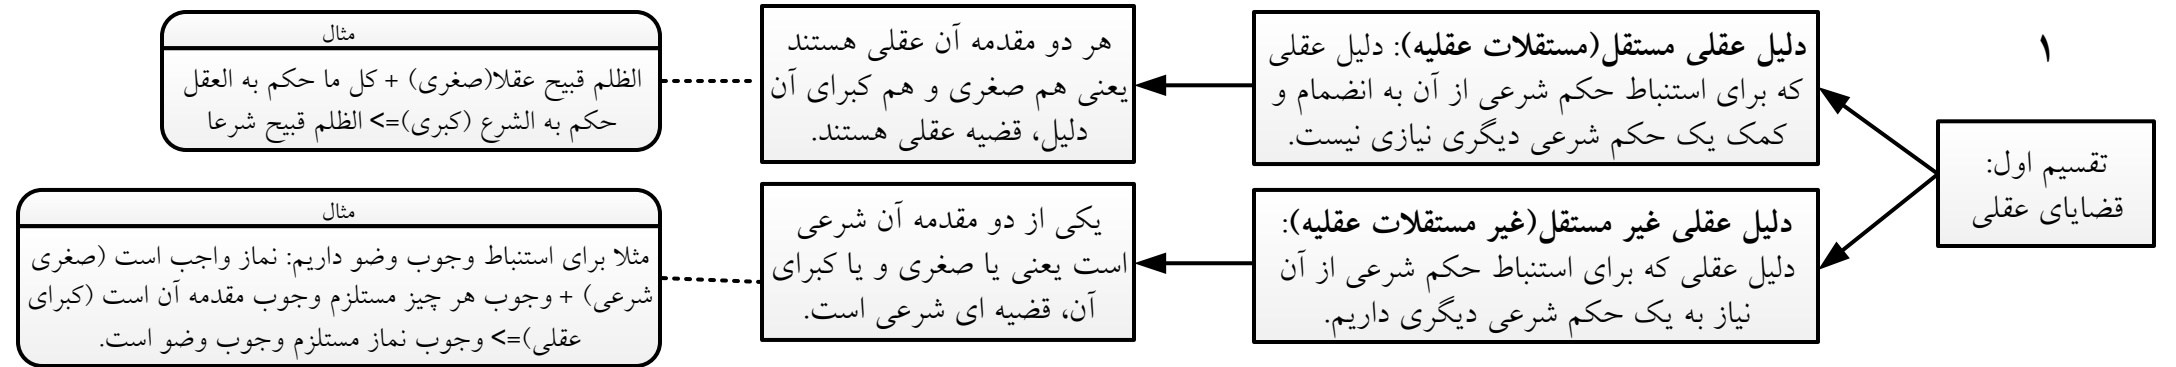 ۱
تقسیم اول:
قضایای عقلی
دلیل عقلی مستقل(مستقلات عقلیه): دلیل عقلی
که برای استنباط حکم شرعی از آن به انضمام و
کمک یک حکم شرعی دیگری نیازی نیست.
هر دو مقدمه آن عقلی هستند
یعنی هم صغری و هم کبرای آن
دلیل، قضیه عقلی هستند.
مثال
الظلم قبیح عقلا(صغری) + کل ما حکم به العقل
حکم به الشرع (کبری)=> الظلم قبیح شرعا
دلیل عقلی غیر مستقل(غیر مستقلات عقلیه):
دلیل عقلی که برای استنباط حکم شرعی از آن
نیاز به یک حکم شرعی دیگری داریم.
یکی از دو مقدمه آن شرعی
است یعنی یا صغری و یا کبرای
آن، قضیه ای شرعی است.
مثال
مثلا برای استنباط وجوب وضو داریم: نماز واجب است (صغری
شرعی) + وجوب هر چیز مستلزم وجوب مقدمه آن است (کبرای
عقلی)=> وجوب نماز مستلزم وجوب وضو است.